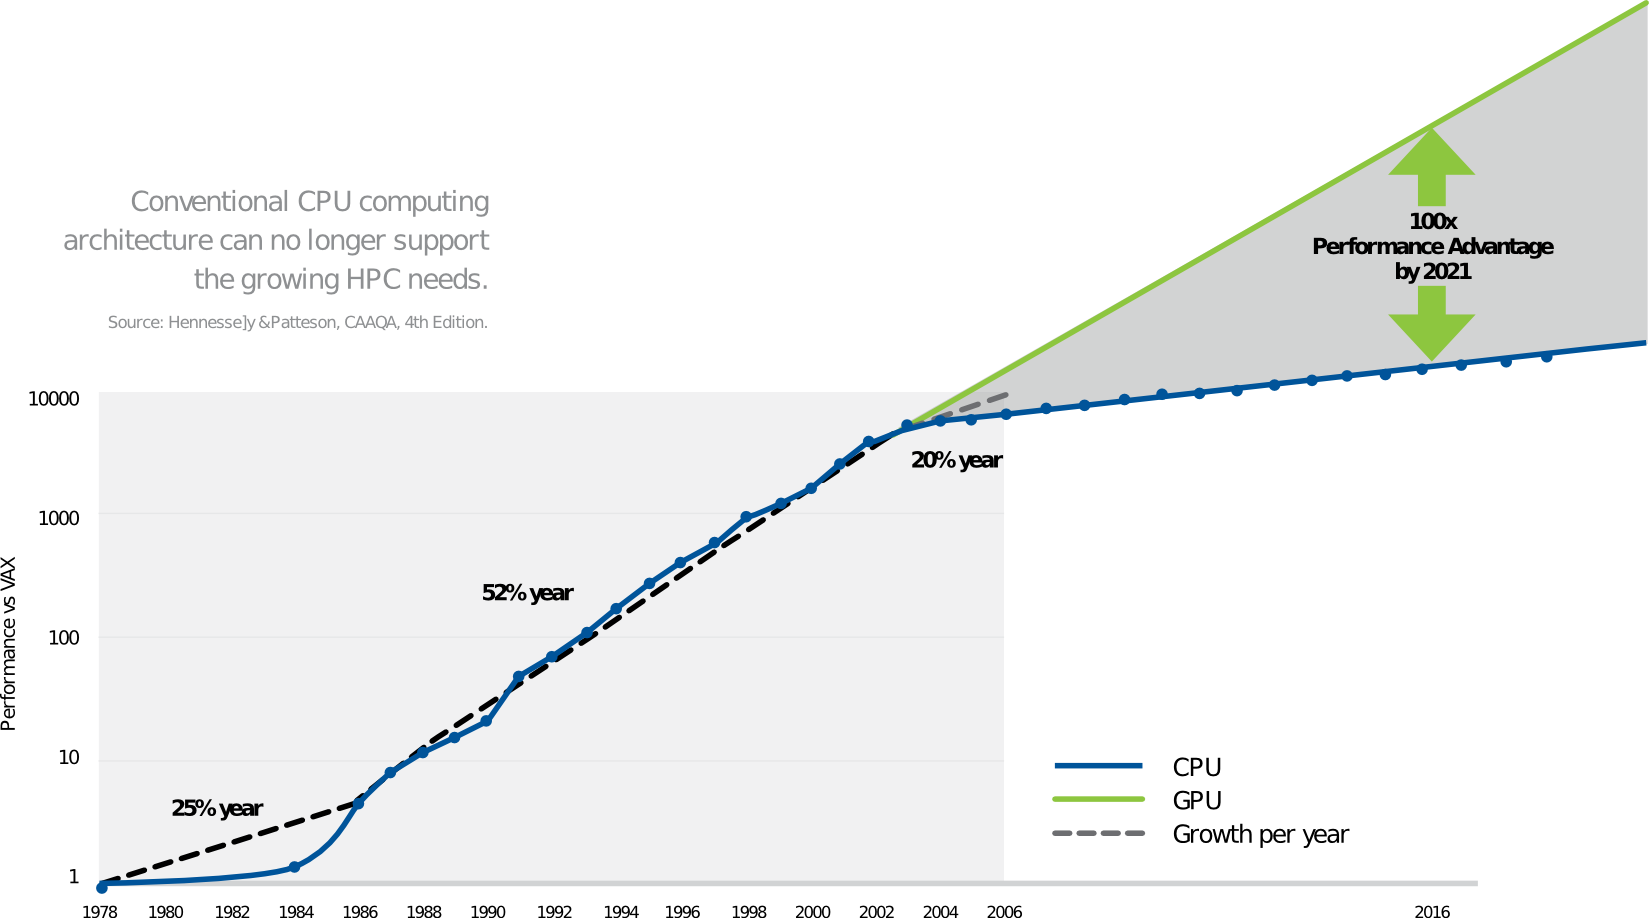 Conventional CPU computing
architecture can no longer support
the growing HPC needs.
Source: Hennesse]y &Patteson, CAAQA, 4th Edition.
100x
Performance Advantage
by 2021
10000
1000
100
10
1
Performance vs VAX
20% year
52% year
25% year
CPU
GPU
Growth per year
1978 1980 1982 1984 1986 1988 1990 1992 1994 1996 1998 2000 2002 2004 2006 2016